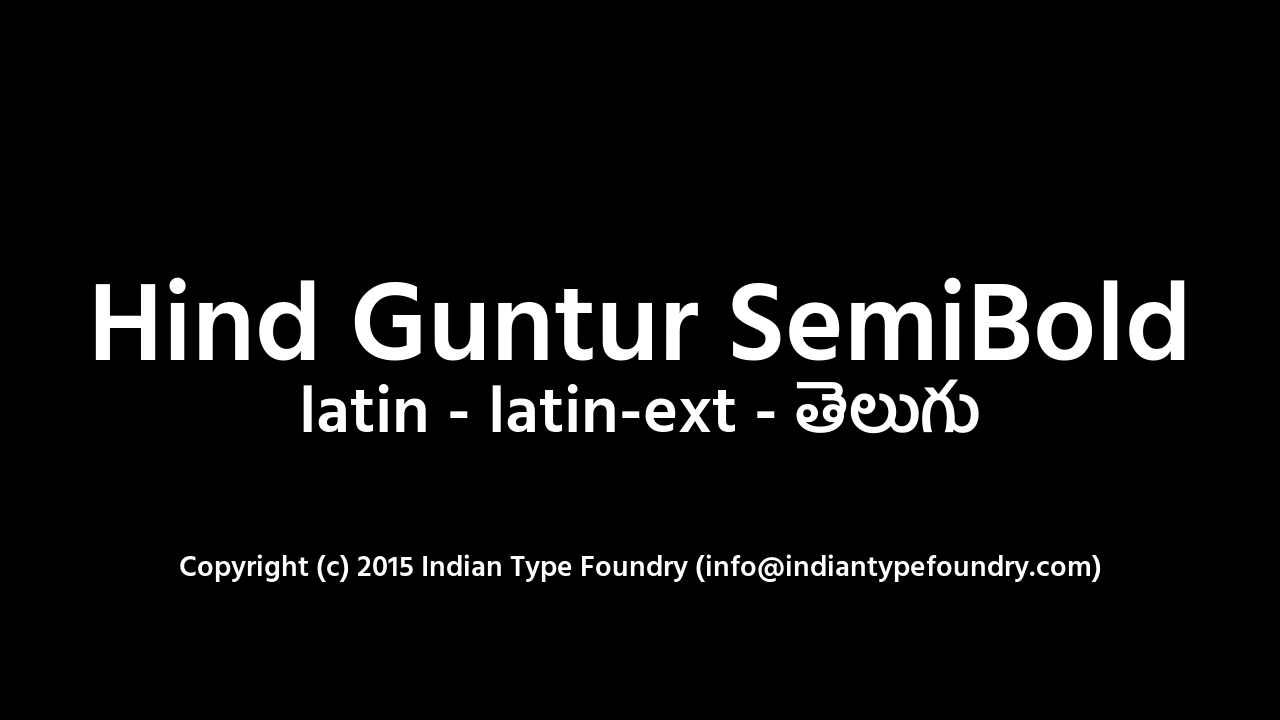 Hind Guntur SemiBold
latin - latin-ext - తెలుగు
Copyright (c) 2015 Indian Type Foundry (info@indiantypefoundry.com)